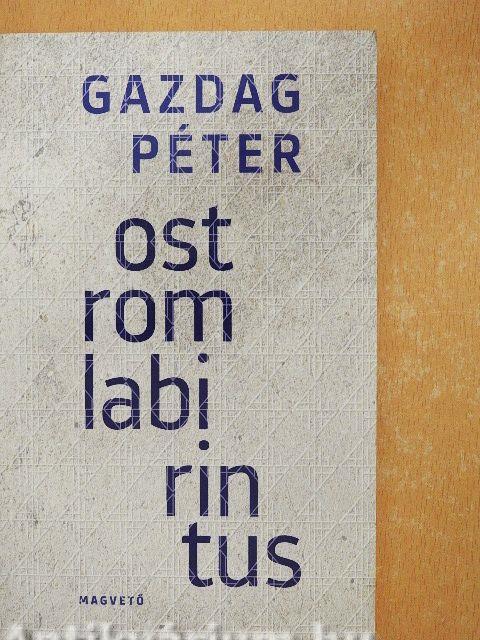 GAZDAG
PÉTER
ost
rom
labi
rin
tus
MAGVETŐ